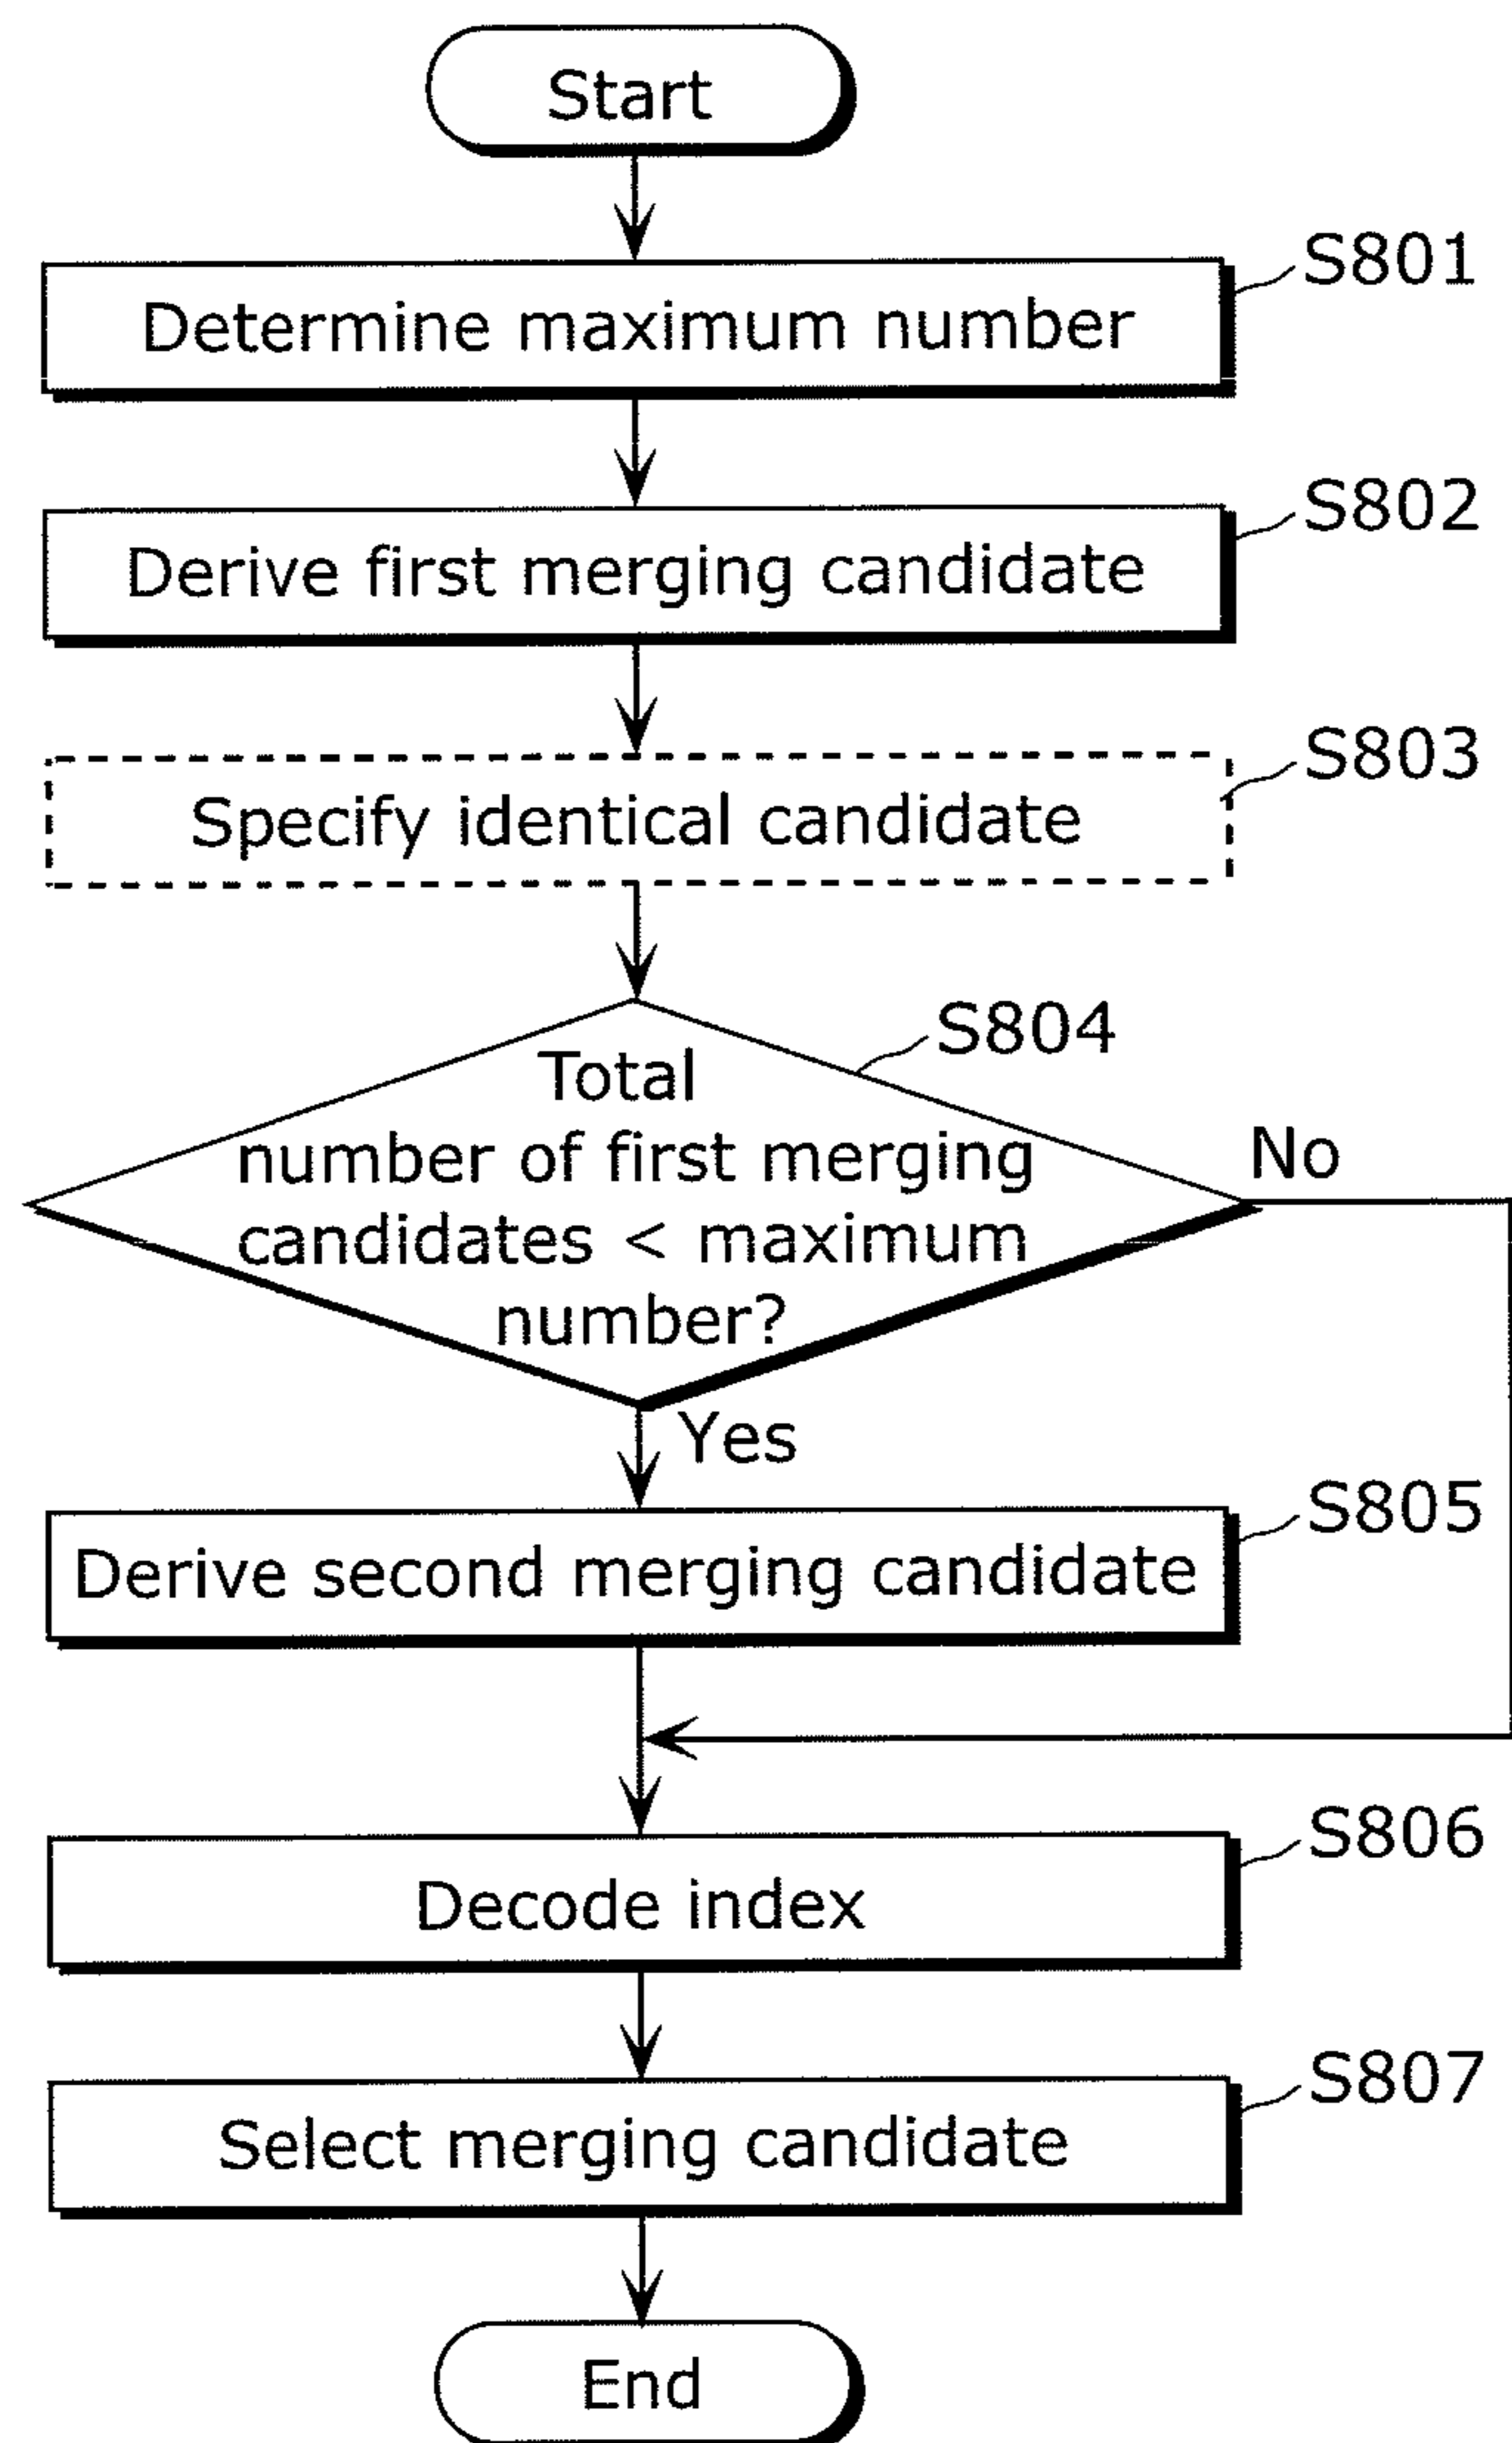 Start
S801
Determine maximum number
S802
Derive first merging candidate
S803
Specify identical candidate
S804
Total
number of first merging
candidates < maximum
number?
No
Yes
S805
Derive second merging candidate
S806
Decode index
S807
Select merging candidate
End